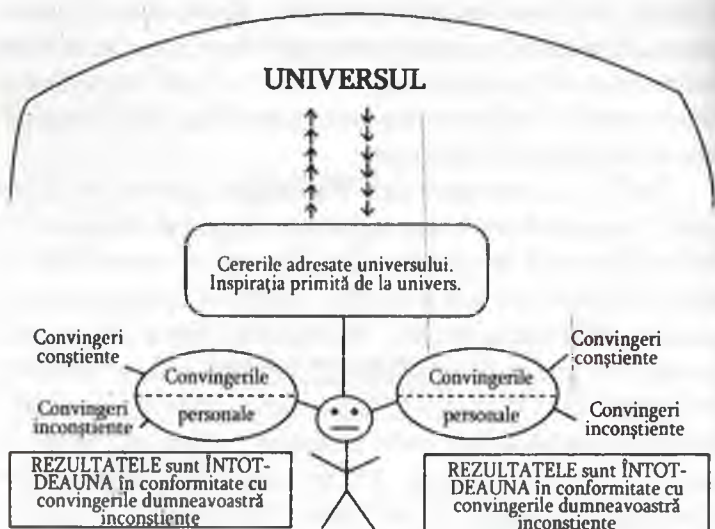 UNIVERSUL
Cererile adresate universului.
Inspirația primită de la univers.
Convingeri
conștiente
Convingeri
inconștiente
Convingerile
personale
Convingerile
personale
Convingeri
conștiente
Convingeri
inconștiente
REZULTATELE sunt ÎNTOT-
DEAUNA în conformitate cu
convingerile dumneavoastră
inconștiente
REZULTATELE sunt ÎNTOT-
DEAUNA în conformitate cu
convingerile dumneavoastră
inconștiente